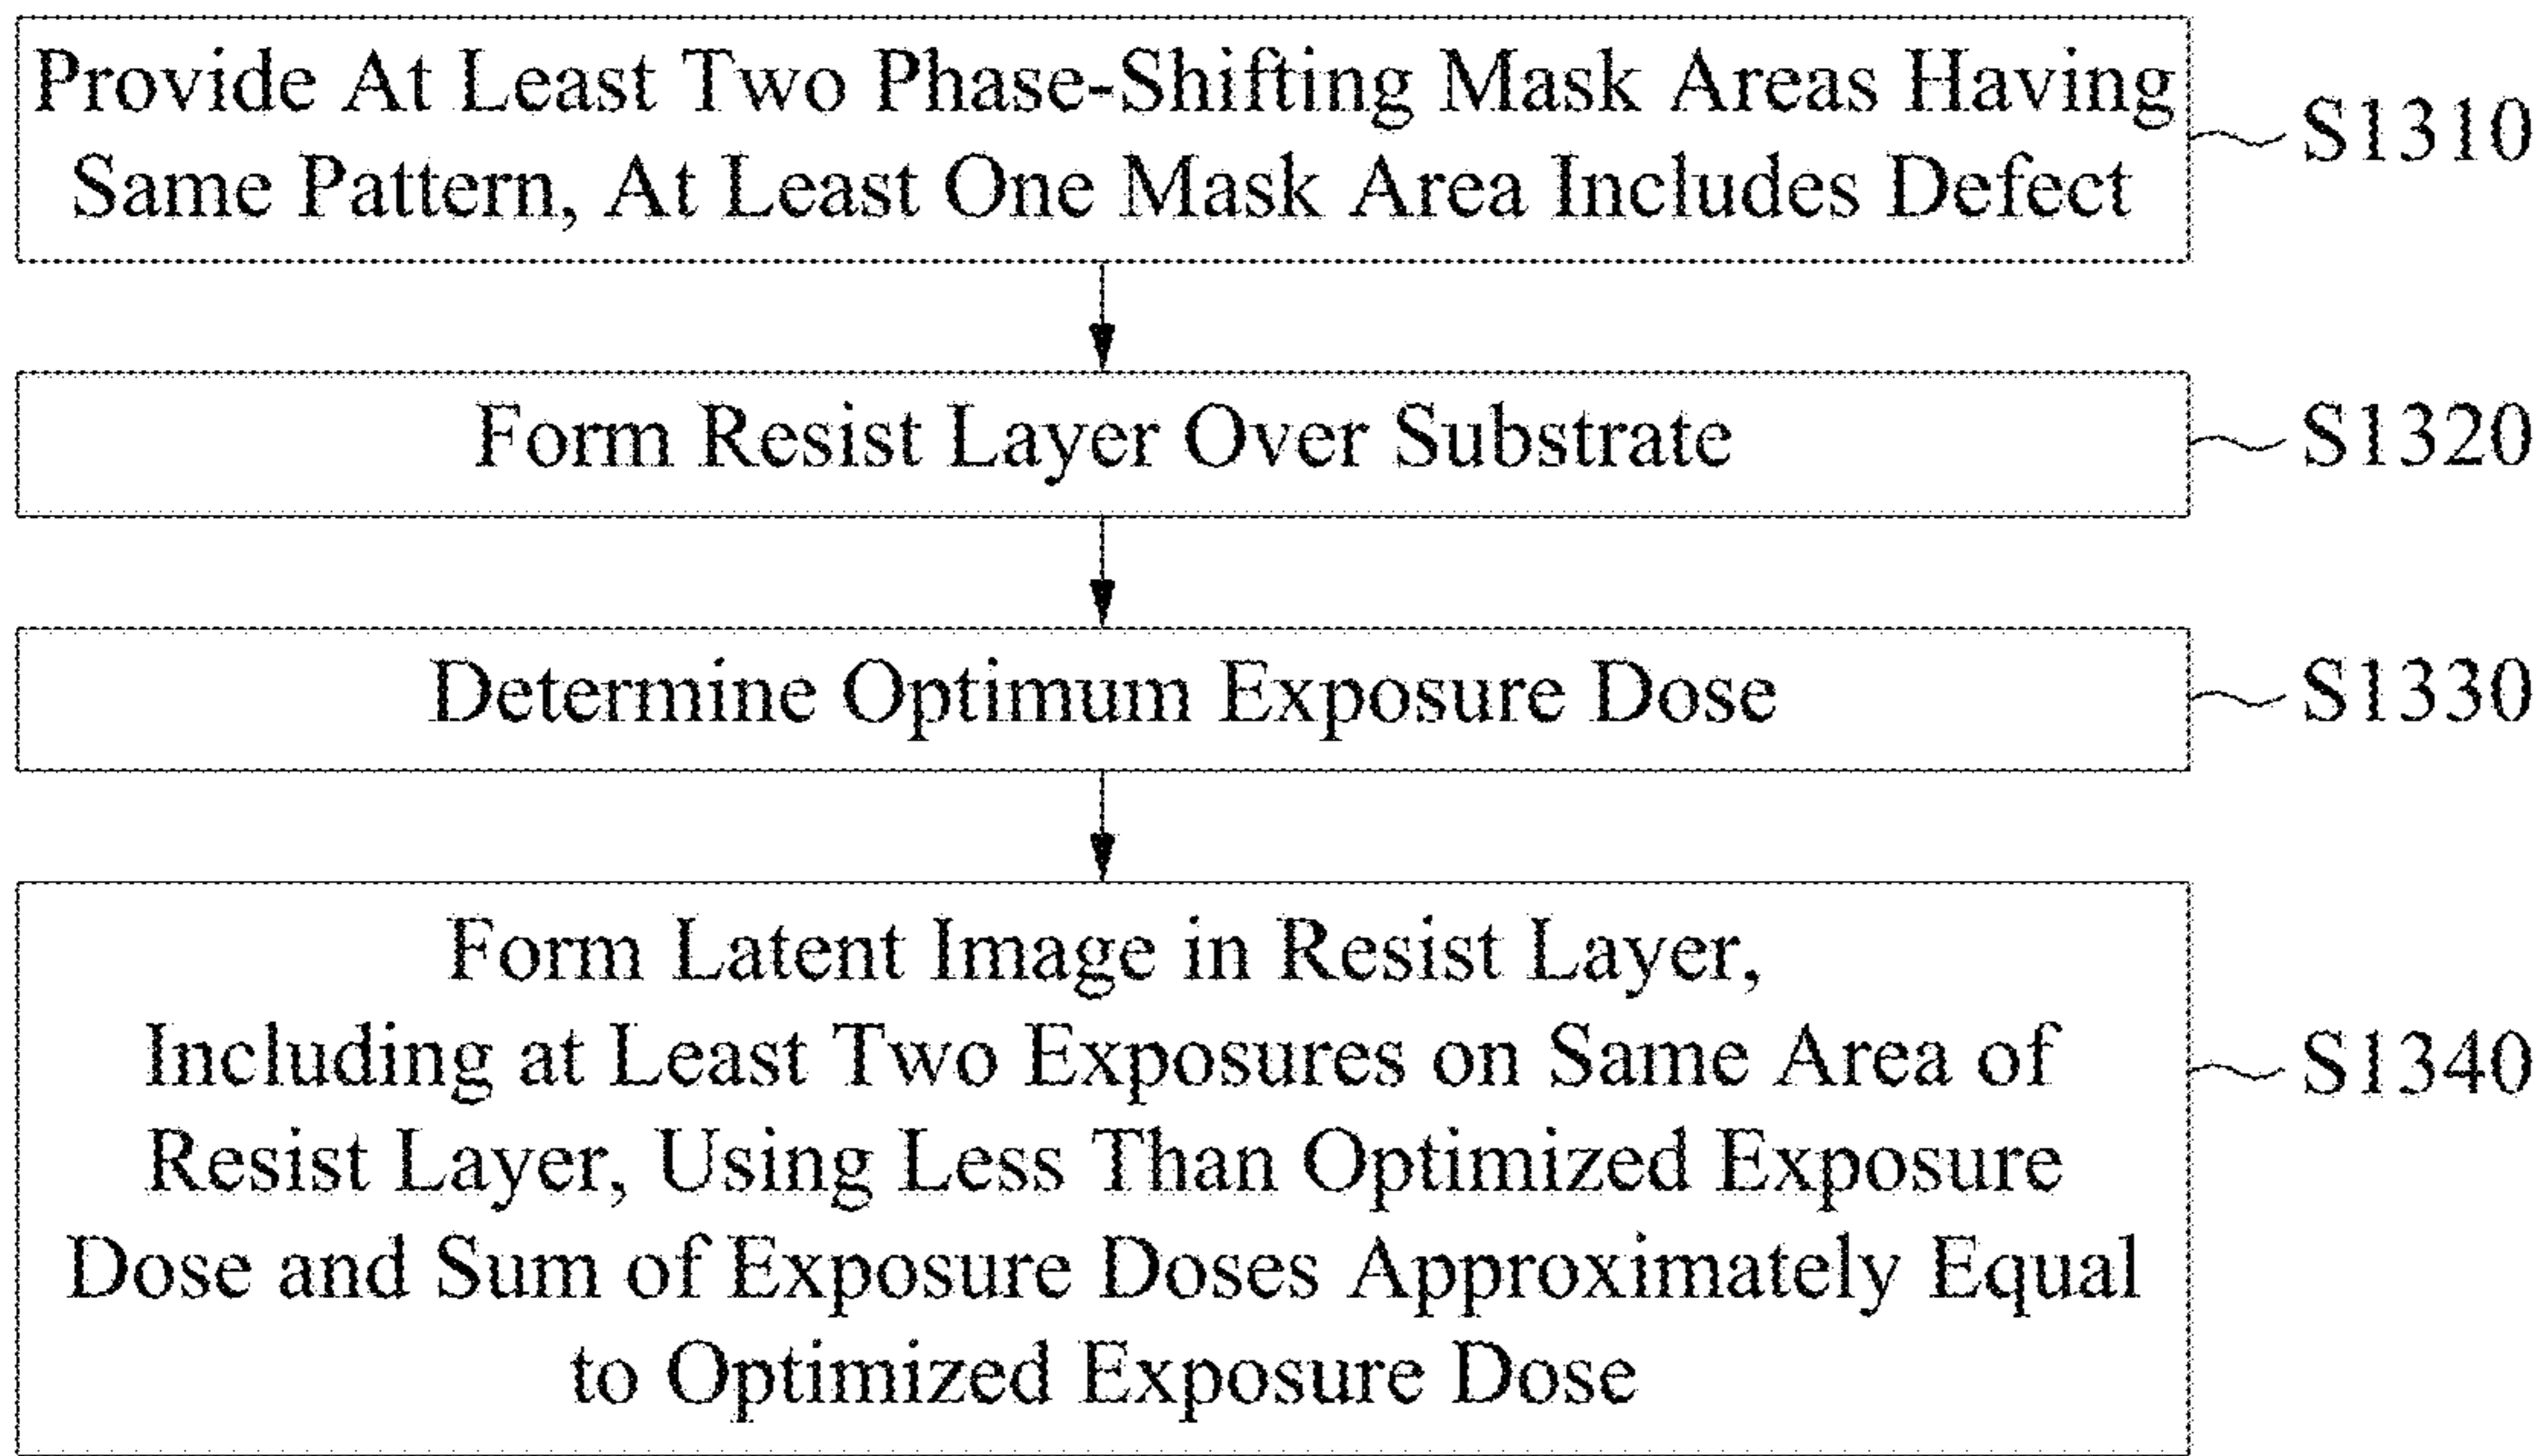 Provide At Least Two Phase-Shifting Mask Areas Having
Same Pattern, At Least One Mask Area Includes Defect
S1310
Form Resist Layer Over Substrate
S1320
Determine Optimum Exposure Dose
S1330
Form Latent Image in Resist Layer,
Including at Least Two Exposures on Same Area of
Resist Layer, Using Less Than Optimized Exposure
Dose and Sum of Exposure Doses Approximately Equal
to Optimized Exposure Dose
S1340